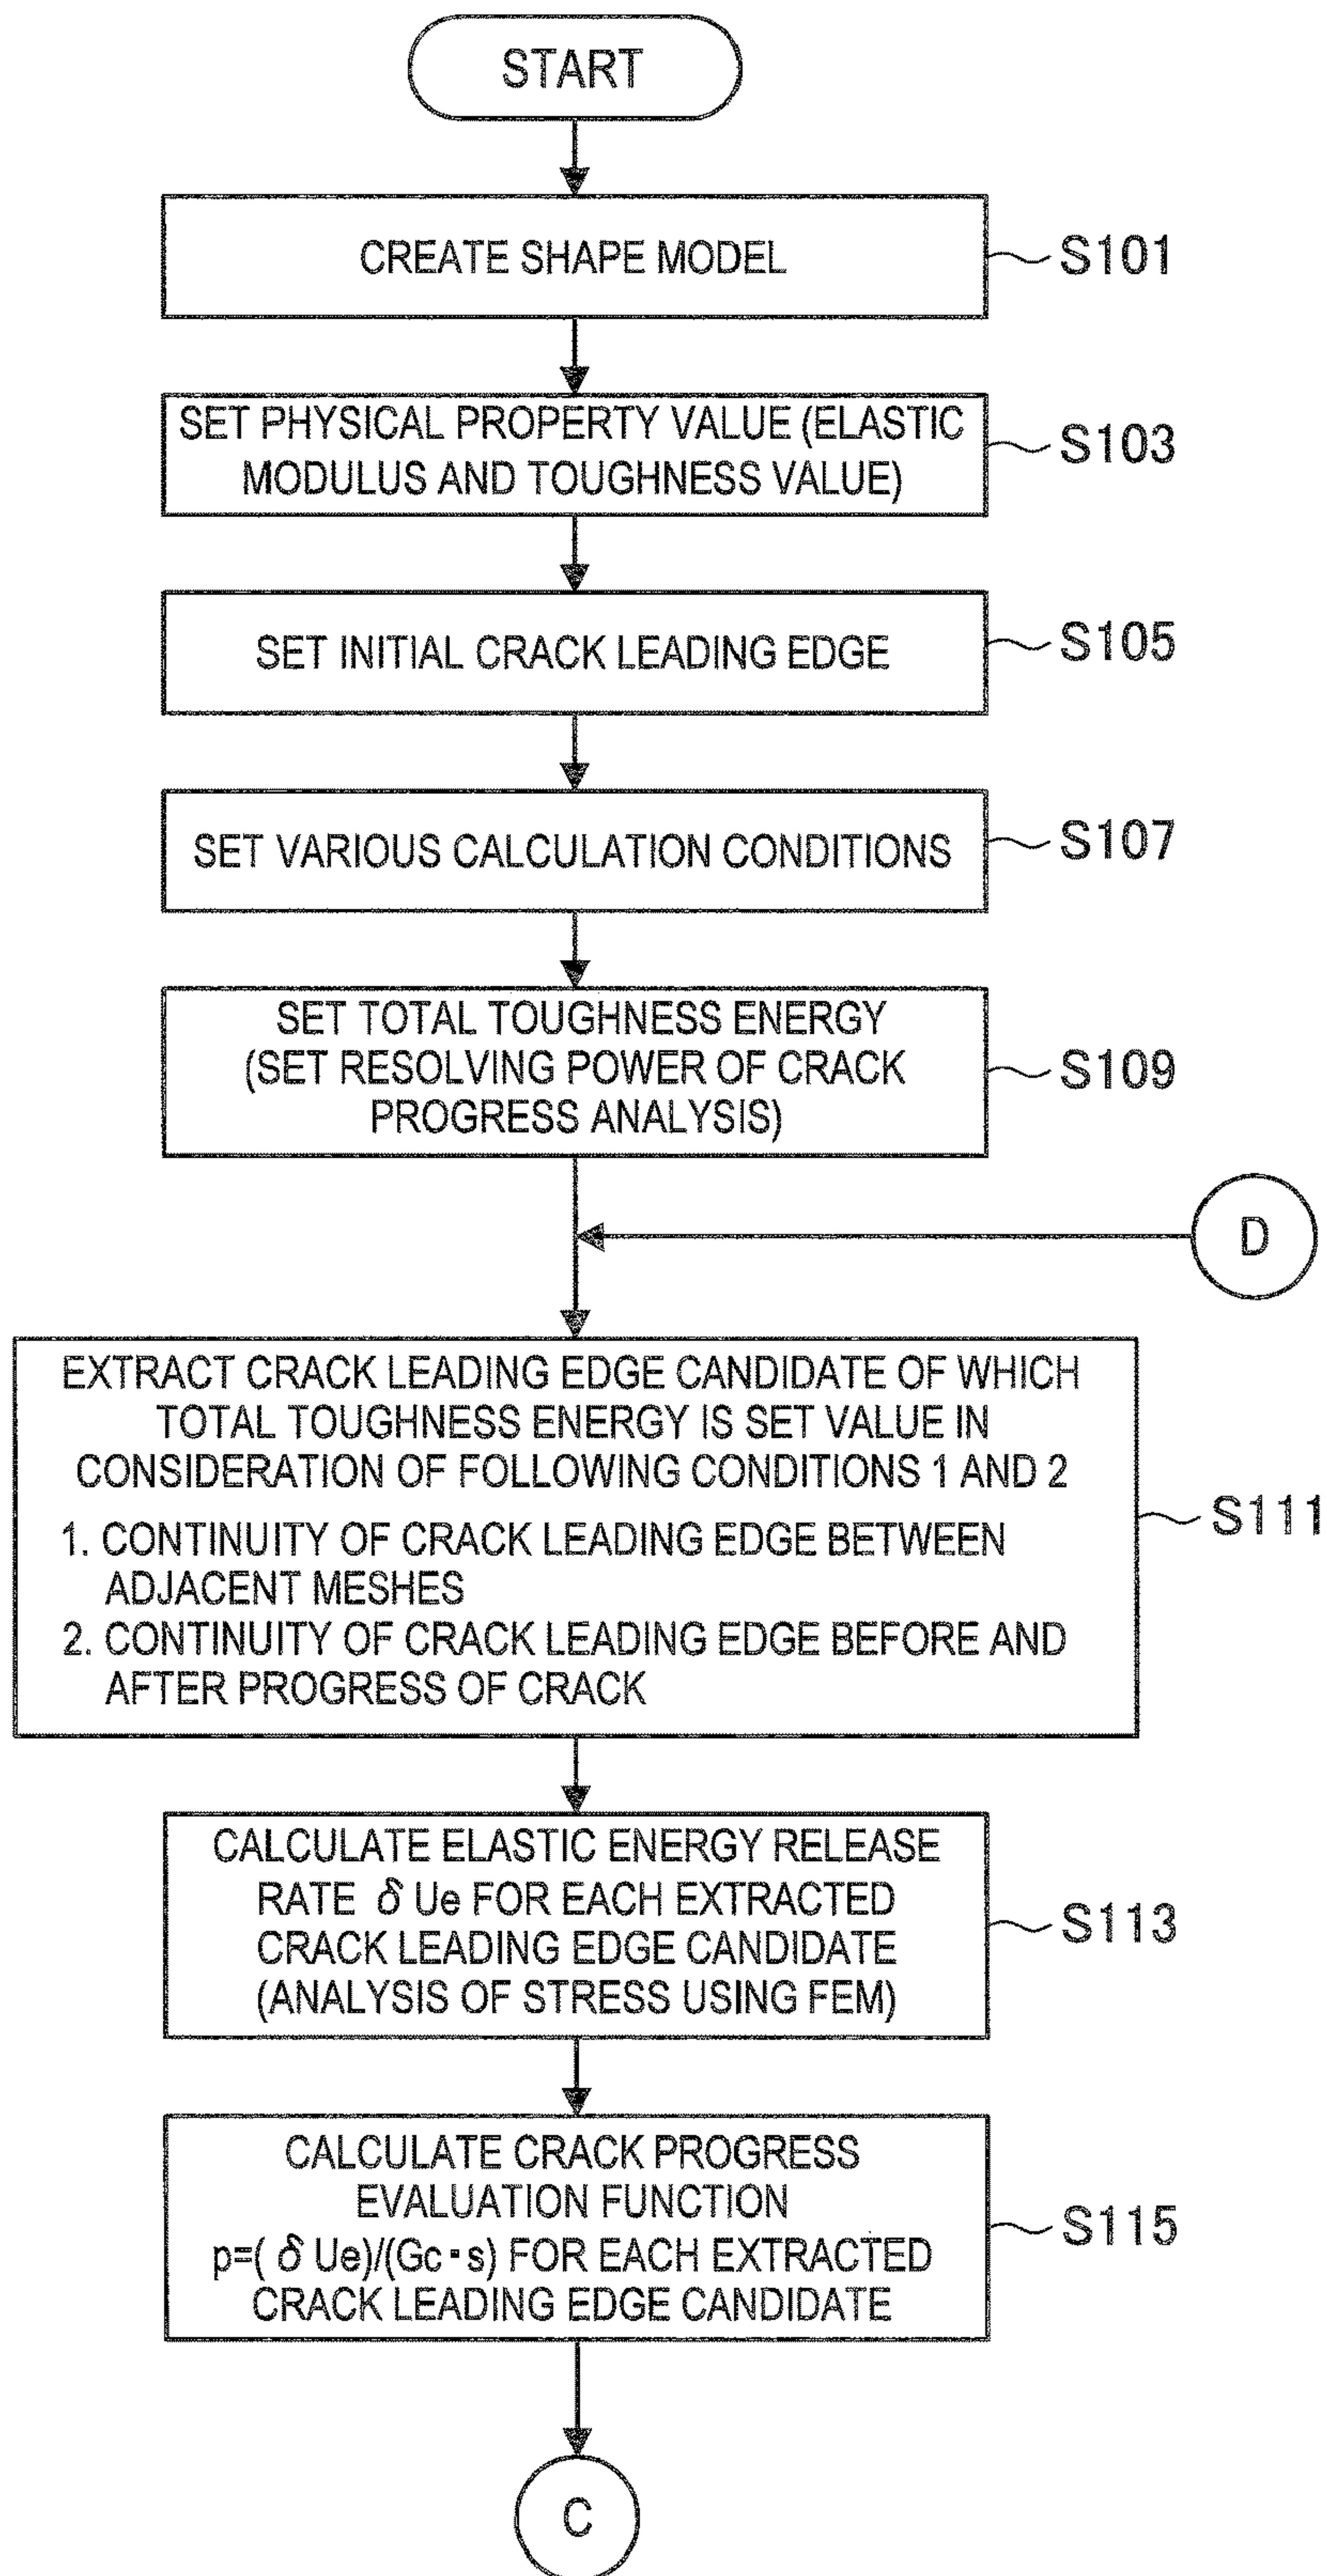 START
CREATE SHAPE MODEL
S101
SET PHYSICAL PROPERTY VALUE (ELASTIC
MODULUS AND TOUGHNESS VALUE)
S103
SET INITIAL CRACK LEADING EDGE
S105
SET VARIOUS CALCULATION CONDITIONS
S107
SET TOTAL TOUGHNESS ENERGY
(SET RESOLVING POWER OF CRACK
PROGRESS ANALYSIS)
S109
D
EXTRACT CRACK LEADING EDGE CANDIDATE OF WHICH
TOTAL TOUGHNESS ENERGY IS SET VALUE IN
CONSIDERATION OF FOLLOWING CONDITIONS 1 AND 2
1. CONTINUITY OF CRACK LEADING EDGE BETWEEN
ADJACENT MESHES
2. CONTINUITY OF CRACK LEADING EDGE BEFORE AND
AFTER PROGRESS OF CRACK
S111
CALCULATE ELASTIC ENERGY RELEASE
RATE δ Ue FOR EACH EXTRACTED
CRACK LEADING EDGE CANDIDATE
(ANALYSIS OF STRESS USING FEM)
S113
CALCULATE CRACK PROGRESS
EVALUATION FUNCTION
p=( δ Ue)/(Gc・s) FOR EACH EXTRACTED
CRACK LEADING EDGE CANDIDATE
S115
C